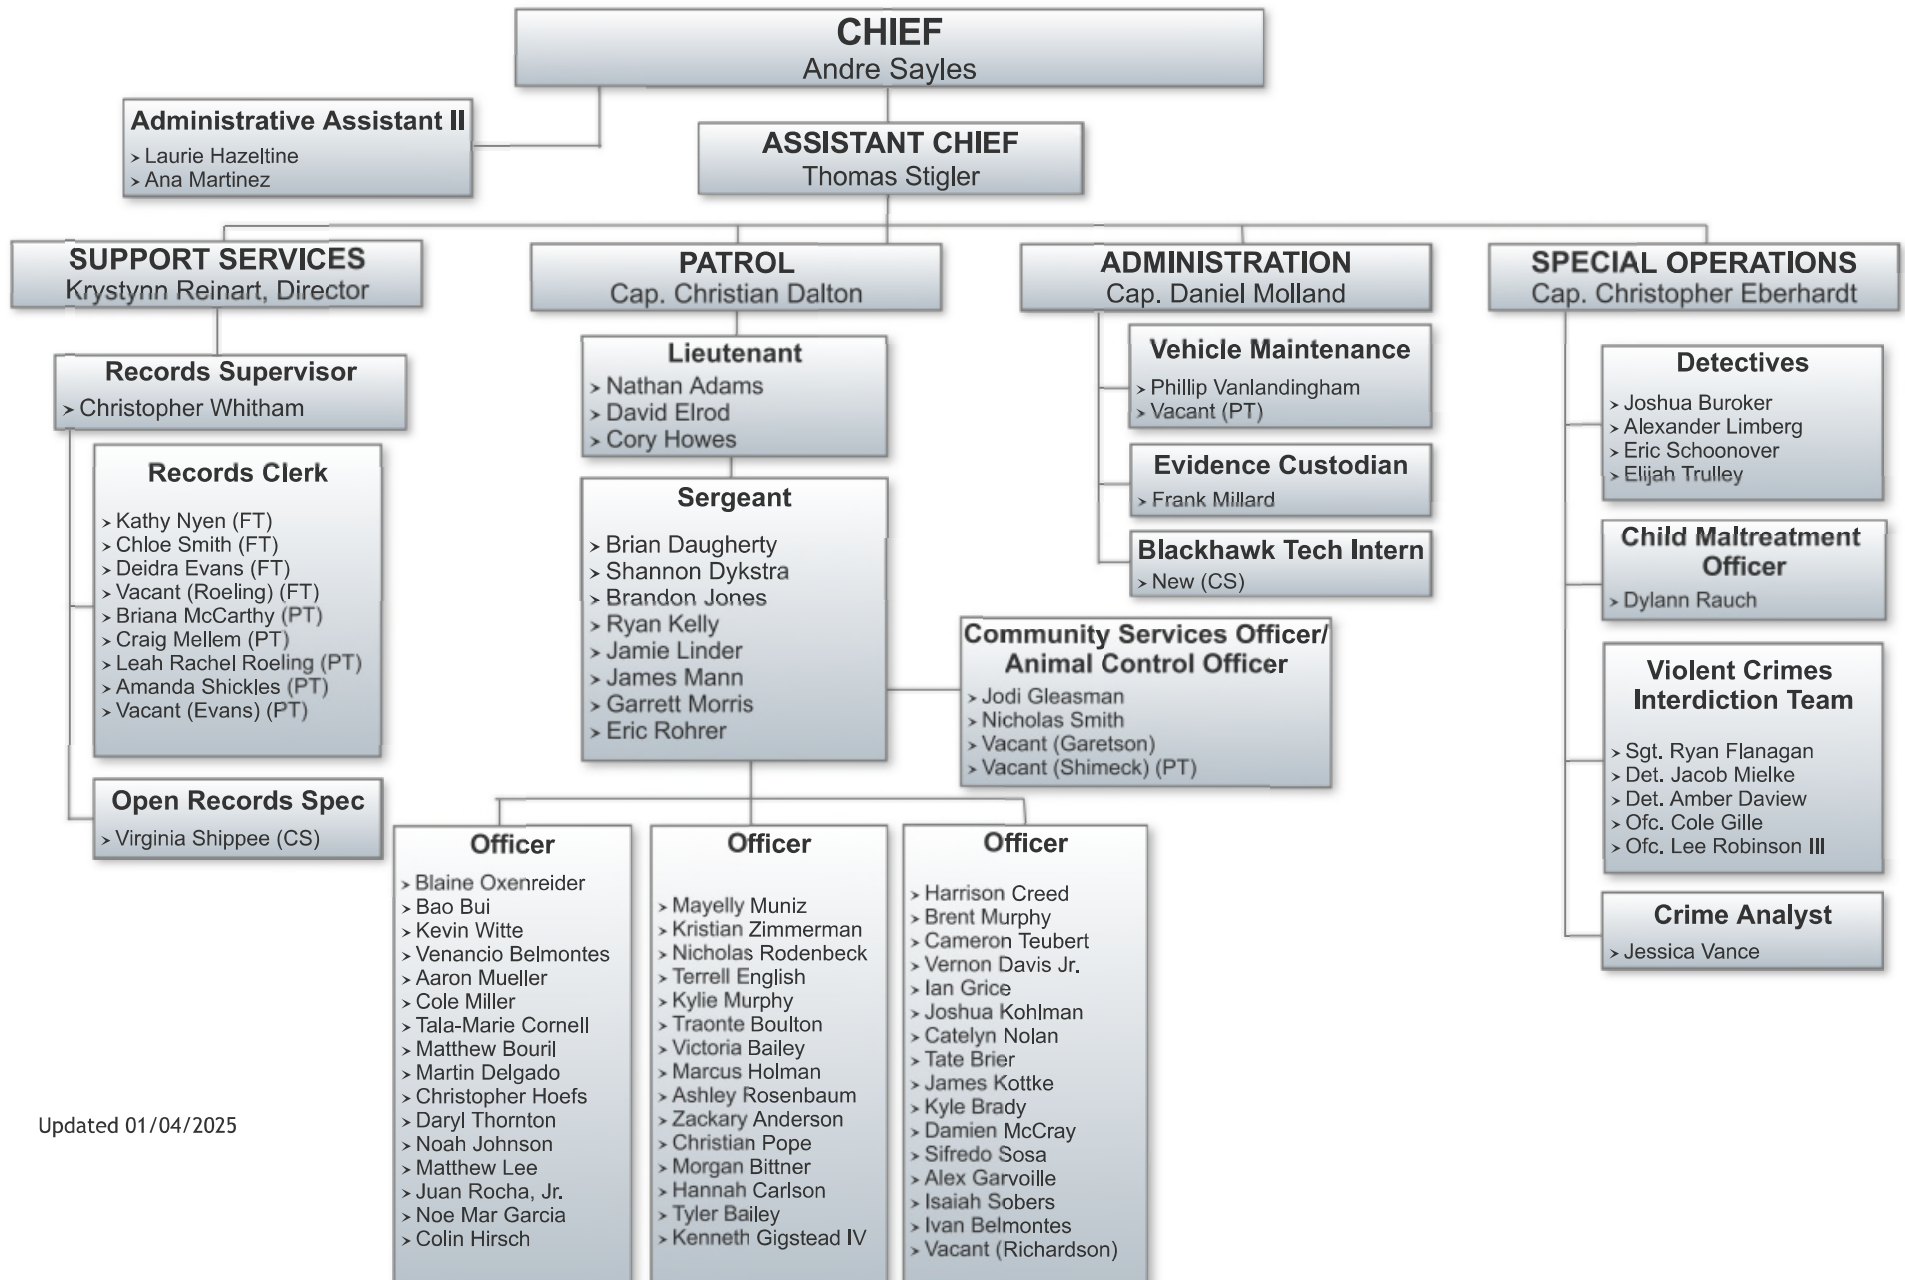 CHIEF
Andre Sayles
Administrative Assistant II
> Laurie Hazeltine
> Ana Martinez
ASSISTANT CHIEF
Thomas Stigler
SUPPORT SERVICES
Krystynn Reinart, Director
Records Supervisor
> Christopher Whitham
Records Clerk
> Kathy Nyen (FT)
> Chloe Smith (FT)
> Deidra Evans (FT)
> Vacant (Roeling) (FT)
> Briana McCarthy (PT)
> Craig Mellem (PT)
> Leah Rachel Roeling (PT)
> Amanda Shickles (PT)
> Vacant (Evans) (PT)
Open Records Spec
> Virginia Shippee (CS)
PATROL
Cap. Christian Dalton
Lieutenant
> Nathan Adams
> David Elrod
> Cory Howes
Sergeant
> Brian Daugherty
> Shannon Dykstra
> Brandon Jones
> Ryan Kelly
> Jamie Linder
> James Mann
> Garrett Morris
> Eric Rohrer
Community Services Officer/
Animal Control Officer
> Jodi Gleasman
> Nicholas Smith
> Vacant (Garetson)
> Vacant (Shimeck) (PT)
Officer
> Blaine Oxenreider
> Bao Bui
> Kevin Witte
> Venancio Belmontes
> Aaron Mueller
> Cole Miller
> Tala-Marie Cornell
> Matthew Bouril
> Martin Delgado
> Christopher Hoefs
> Daryl Thornton
> Noah Johnson
> Matthew Lee
> Juan Rocha, Jr.
> Noe Mar Garcia
> Colin Hirsch
Officer
> Mayelly Muniz
> Kristian Zimmerman
> Nicholas Rodenbeck
> Terrell English
> Kylie Murphy
> Traonte Boulton
> Victoria Bailey
> Marcus Holman
> Ashley Rosenbaum
> Zackary Anderson
> Christian Pope
> Morgan Bittner
> Hannah Carlson
> Tyler Bailey
> Kenneth Gigstead IV
Officer
> Harrison Creed
> Brent Murphy
> Cameron Teubert
> Vernon Davis Jr.
> Ian Grice
> Joshua Kohlman
> Catelyn Nolan
> Tate Brier
> James Kottke
> Kyle Brady
> Damien McCray
> Sifredo Sosa
> Alex Garvoille
> Isaiah Sobers
> Ivan Belmontes
> Vacant (Richardson)
ADMINISTRATION
Cap. Daniel Molland
Vehicle Maintenance
> Phillip Vanlandingham
> Vacant (PT)
Evidence Custodian
> Frank Millard
Blackhawk Tech Intern
> New (CS)
SPECIAL OPERATIONS
Cap. Christopher Eberhardt
Detectives
> Joshua Buroker
> Alexander Limberg
> Eric Schoonover
> Elijah Trulley
Child Maltreatment
Officer
> Dylann Rauch
Violent Crimes
Interdiction Team
> Sgt. Ryan Flanagan
> Det. Jacob Mielke
> Det. Amber Daview
> Ofc. Cole Gille
> Ofc. Lee Robinson III
Crime Analyst
> Jessica Vance
Updated 01/04/2025